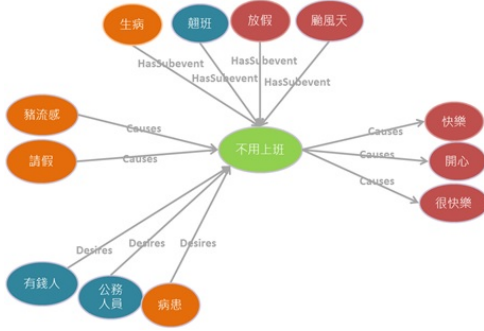 生病
翹班
放假
颱風天
HasSubevent
HasSubevent
HasSubevent
HasSubevent
豬流感
Causes
請假
Causes
不用上班
Causes
快樂
Causes
開心
Causes
很快樂
Desires
Desires
Desires
有錢人
公務
人員
病患